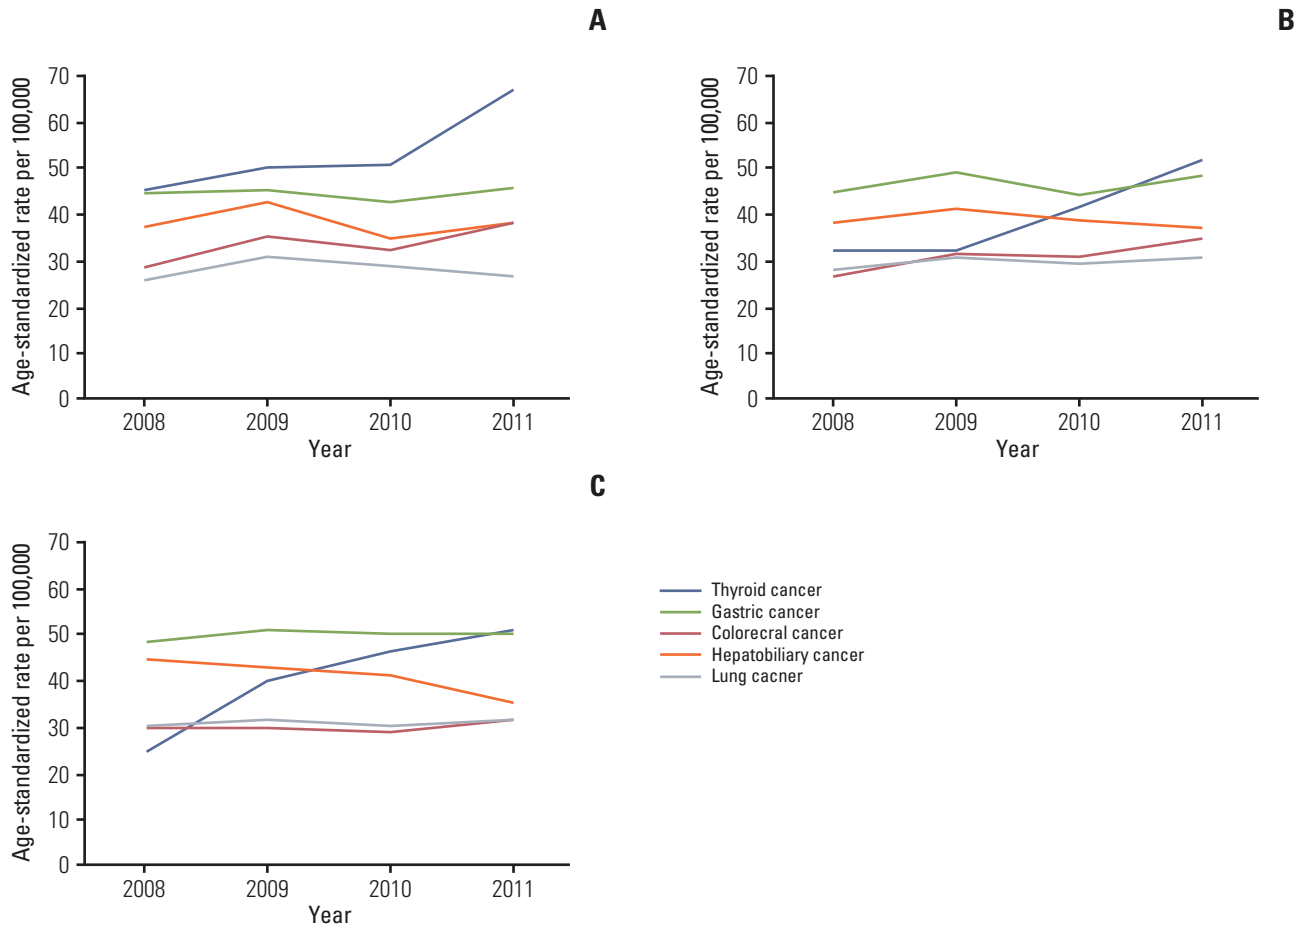 A
Age-standardized rate per 100,000
70
60
50
40
30
20
10
0
2008 2009 2010 2011
Year
B
Age-standardized rate per 100,000
70
60
50
40
30
20
10
0
2008 2009 2010 2011
Year
C
Age-standardized rate per 100,000
70
60
50
40
30
20
10
0
2008 2009 2010 2011
Year
Thyroid cancer
Gastric cancer
Colorecral cancer
Hepatobiliary cancer
Lung cacner